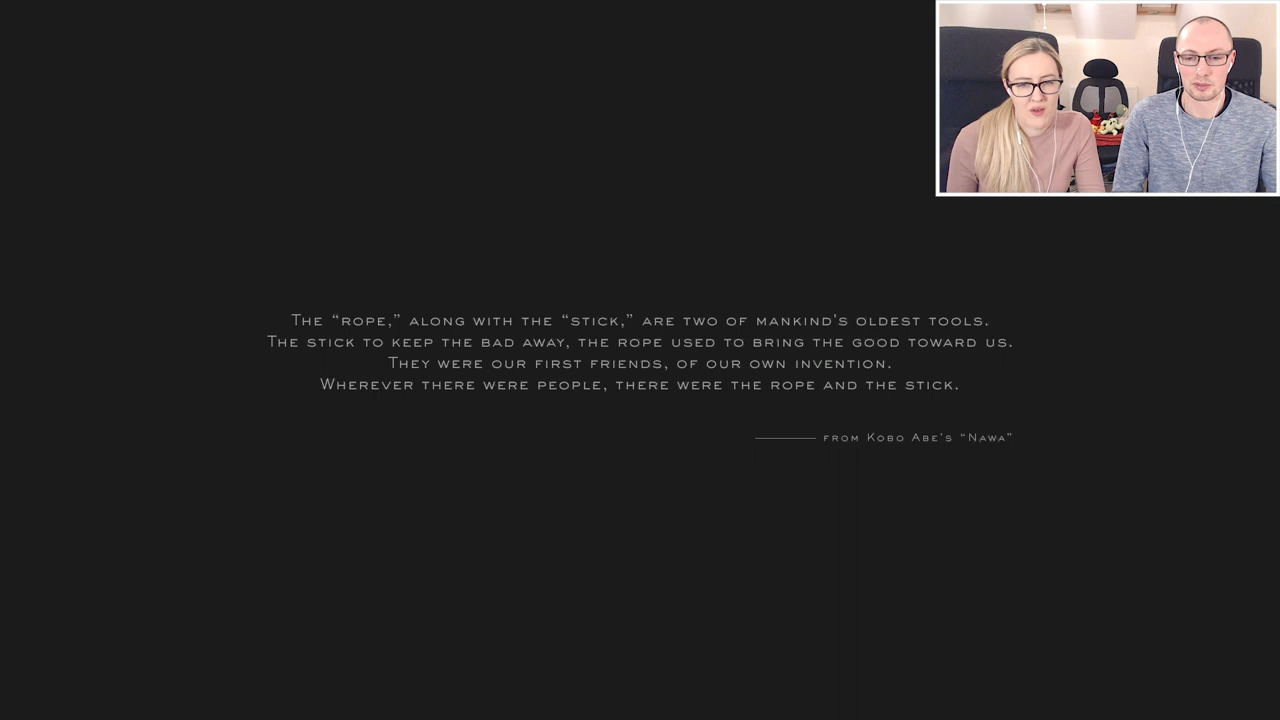 The “rope,” along with the “stick,” are two of mankind's oldest tools.
The stick to keep the bad away, the rope used to bring the good toward us.
They were our first friends, of our own invention.
Wherever there were people, there were the rope and the stick.
——— from Kobo Abe's “Nawa”